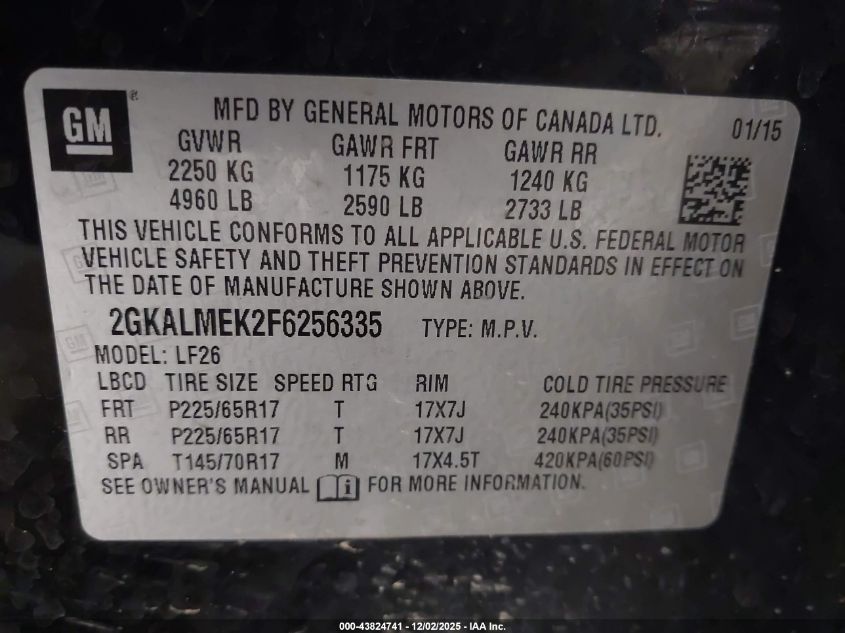 GM ®
MFD BY GENERAL MOTORS OF CANADA LTD. 01/15
GVWR GAWR FRT GAWR RR
2250 KG 1175 KG 1240 KG
4960 LB 2590 LB 2733 LB
THIS VEHICLE CONFORMS TO ALL APPLICABLE U.S. FEDERAL MOTOR
VEHICLE SAFETY AND THEFT PREVENTION STANDARDS IN EFFECT ON
THE DATE OF MANUFACTURE SHOWN ABOVE.
2GKALMEK2F6256335 TYPE: M.P.V.
MODEL: LF26
LBCD TIRE SIZE SPEED RTG RIM COLD TIRE PRESSURE
FRT P225/65R17 T 17X7J 240KPA(35PSI)
RR P225/65R17 T 17X7J 240KPA(35PSI)
SPA T145/70R17 M 17X4.5T 420KPA(60PSI)
SEE OWNER'S MANUAL i FOR MORE INFORMATION.
000-43824741 - 12/02/2025 - IAA Inc.